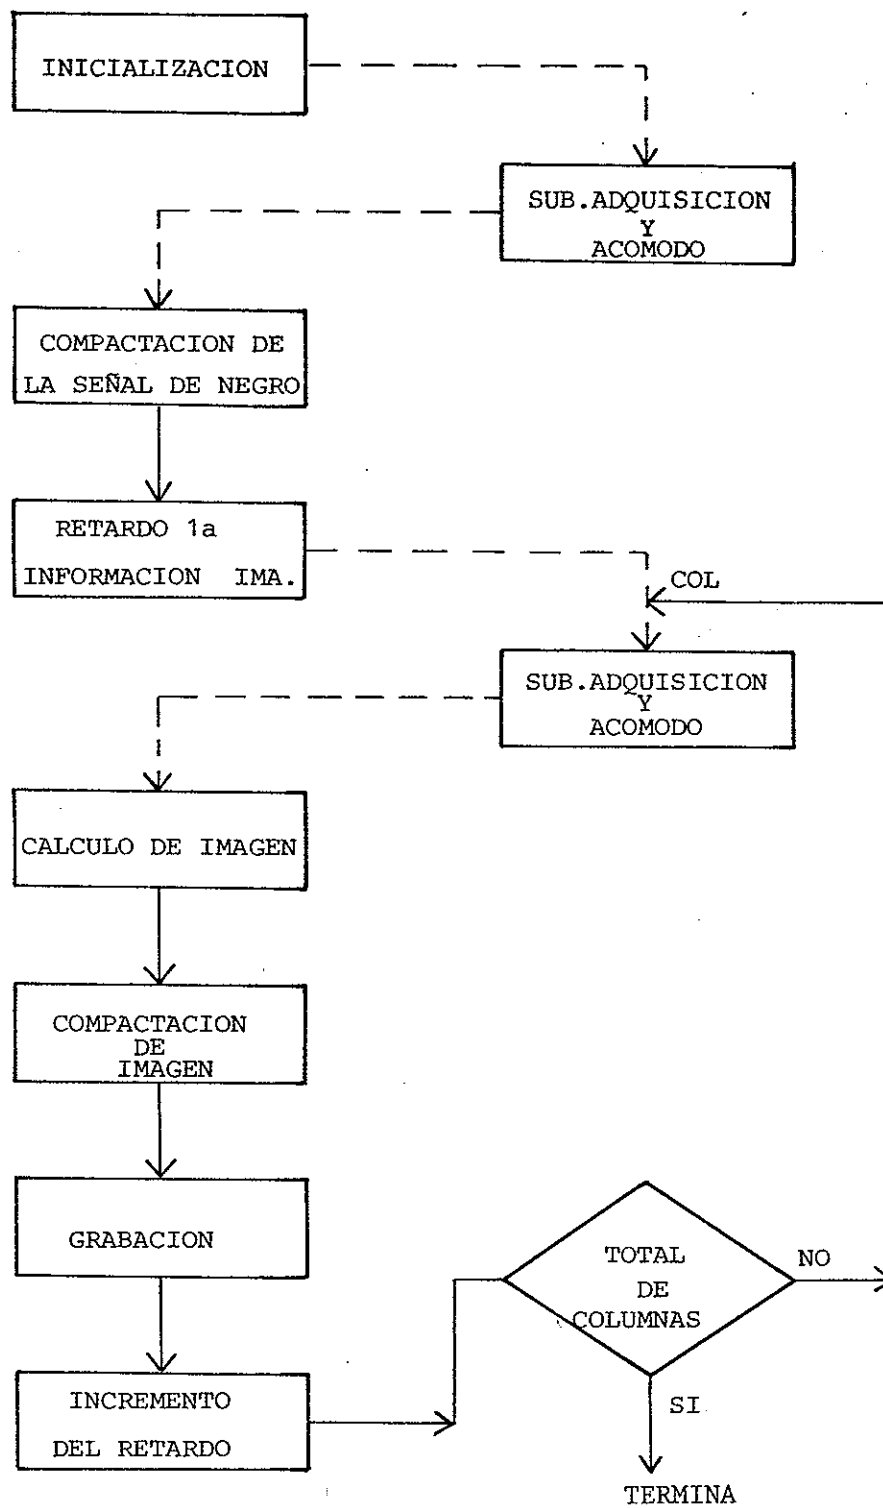 INICIALIZACION
SUB.ADQUISICION
Y
ACOMODO
COMPACTACION DE
LA SEÑAL DE NEGRO
RETARDO 1a
INFORMACION IMA.
COL
SUB.ADQUISICION
Y
ACOMODO
CALCULO DE IMAGEN
COMPACTACION
DE
IMAGEN
GRABACION
INCREMENTO
DEL RETARDO
TOTAL
DE
COLUMNAS
NO
SI
TERMINA